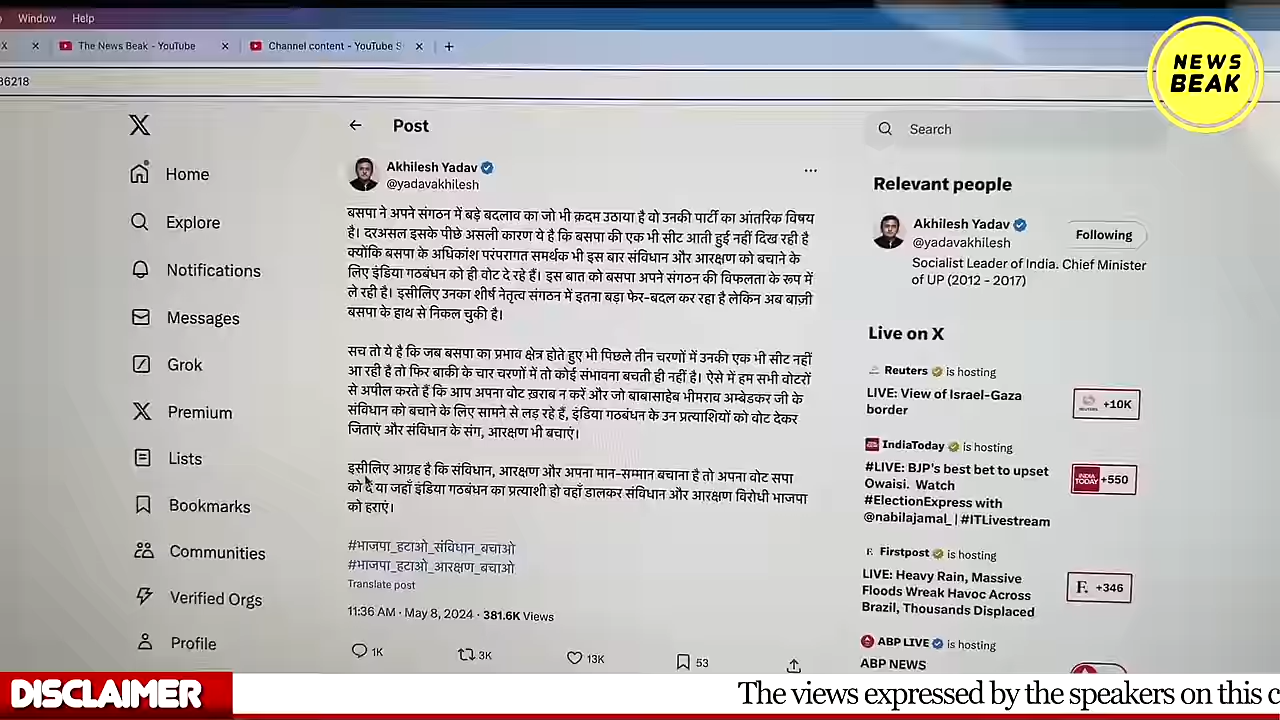 Window Help
X
The News Beak - YouTube
Channel content - YouTube S
36218
NEWS
BEAK
Home
Explore
Notifications
Messages
Grok
Premium
Lists
Bookmarks
Communities
Verified Orgs
Profile
Post
Akhilesh Yadav
@yadavakhilesh
बसपा ने अपने संगठन में बड़े बदलाव का जो भी क़दम उठाया है वो उनकी पार्टी का आंतरिक विषय
है। दरअसल इसके पीछे असली कारण ये है कि बसपा की एक भी सीट आती हुई नहीं दिख रही है
क्योंकि बसपा के अधिकांश परंपरागत समर्थक भी इस बार संविधान और आरक्षण को बचाने के
लिए इंडिया गठबंधन को ही वोट दे रहे हैं। इस बात को बसपा अपने संगठन की विफलता के रूप में
ले रही है। इसीलिए उनका शीर्ष नेतृत्व संगठन में इतना बड़ा फेर-बदल कर रहा है लेकिन अब बाज़ी
बसपा के हाथ से निकल चुकी है।
सच तो ये है कि जब बसपा का प्रभाव क्षेत्र होते हुए भी पिछले तीन चरणों में उनकी एक भी सीट नहीं
आ रही है तो फिर बाकी के चार चरणों में तो कोई संभावना बचती ही नहीं है। ऐसे में हम सभी वोटरों
से अपील करते हैं कि आप अपना वोट ख़राब न करें और जो बाबासाहेब भीमराव अम्बेडकर जी के
संविधान को बचाने के लिए सामने से लड़ रहे हैं, इंडिया गठबंधन के उन प्रत्याशियों को वोट देकर
जिताएं और संविधान के संग, आरक्षण भी बचाएं।
इसीलिए आग्रह है कि संविधान, आरक्षण और अपना मान-सम्मान बचाना है तो अपना वोट सपा
को दें या जहाँ इंडिया गठबंधन का प्रत्याशी हो वहाँ डालकर संविधान और आरक्षण विरोधी भाजपा
को हराएं।
#भाजपा_हटाओ_संविधान_बचाओ
#भाजपा_हटाओ_आरक्षण_बचाओ
Translate post
11:36 AM · May 8, 2024 · 381.6K Views
1K 3K 13K 53
Search
Relevant people
Akhilesh Yadav
@yadavakhilesh
Following
Socialist Leader of India. Chief Minister
of UP (2012 - 2017)
Live on X
Reuters is hosting
LIVE: View of Israel-Gaza
border
+10K
IndiaToday is hosting
#LIVE: BJP's best bet to upset
Owaisi. Watch
#ElectionExpress with
@nabilajamal_ | #ITLivestream
INDIA TODAY +550
Firstpost is hosting
LIVE: Heavy Rain, Massive
Floods Wreak Havoc Across
Brazil, Thousands Displaced
F. +346
ABP LIVE is hosting
ABP NEWS
DISCLAIMER
The views expressed by the speakers on this c